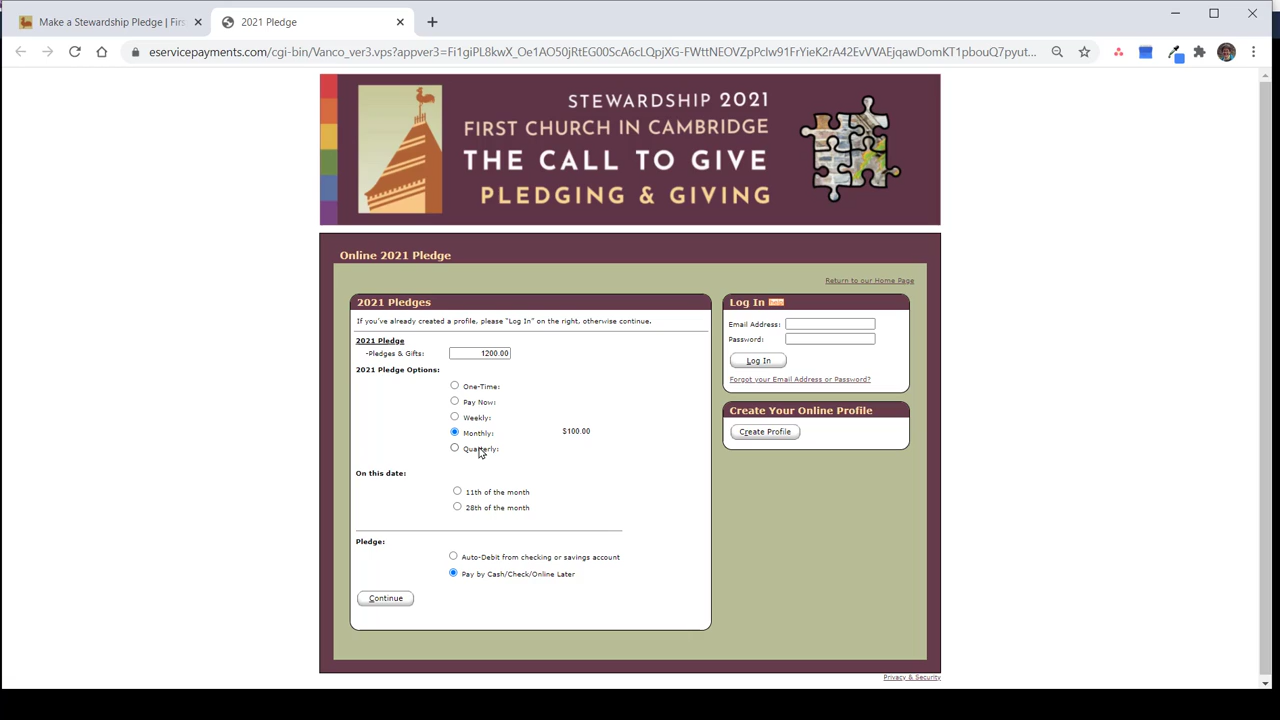 Make a Stewardship Pledge | Firs
2021 Pledge
eservicepayments.com/cgi-bin/Vanco_ver3.vps?appver3=Fi1giPL8kwX_Oe1AO50jRtEG00ScA6cLQpjXG-FWttNEOVZpPcIw91FrYieK2rA42EvVVAEjqawDomKT1pbouQ7pyut...
STEWARDSHIP 2021
FIRST CHURCH IN CAMBRIDGE
THE CALL TO GIVE
PLEDGING & GIVING
Online 2021 Pledge
Return to our Home Page
2021 Pledges
If you've already created a profile, please "Log In" on the right, otherwise continue.
2021 Pledge
-Pledges & Gifts: 1200.00
2021 Pledge Options:
One-Time:
Pay Now:
Weekly:
Monthly: $100.00
Quarterly:
On this date:
11th of the month
28th of the month
Pledge:
Auto-Debit from checking or savings account
Pay by Cash/Check/Online Later
Continue
Log In help
Email Address:
Password:
Log In
Forgot your Email Address or Password?
Create Your Online Profile
Create Profile
Privacy & Security